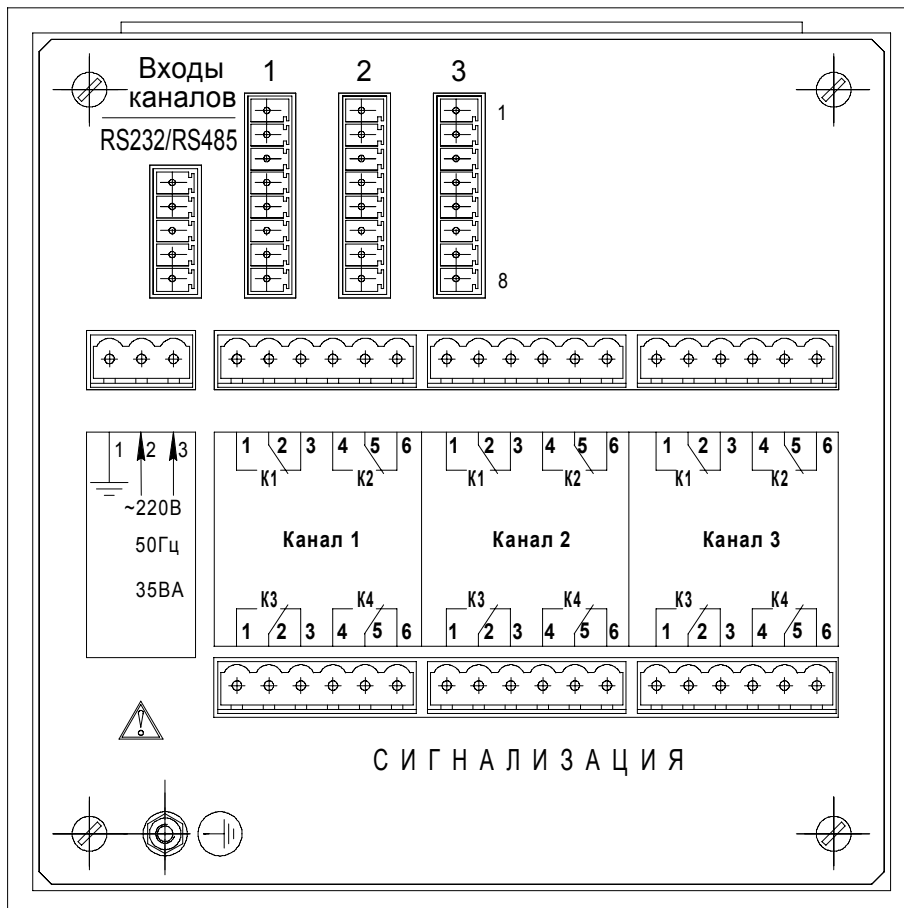 Входы 1 2 3
каналов
RS232/RS485
1
8
1 2 3
~220В
50Гц
35ВА
1 2 3 4 5 6 1 2 3 4 5 6 1 2 3 4 5 6
К1 К2 К1 К2 К1 К2
Канал 1 Канал 2 Канал 3
К3 К4 К3 К4 К3 К4
1 2 3 4 5 6 1 2 3 4 5 6 1 2 3 4 5 6
!
СИГНАЛИЗАЦИЯ